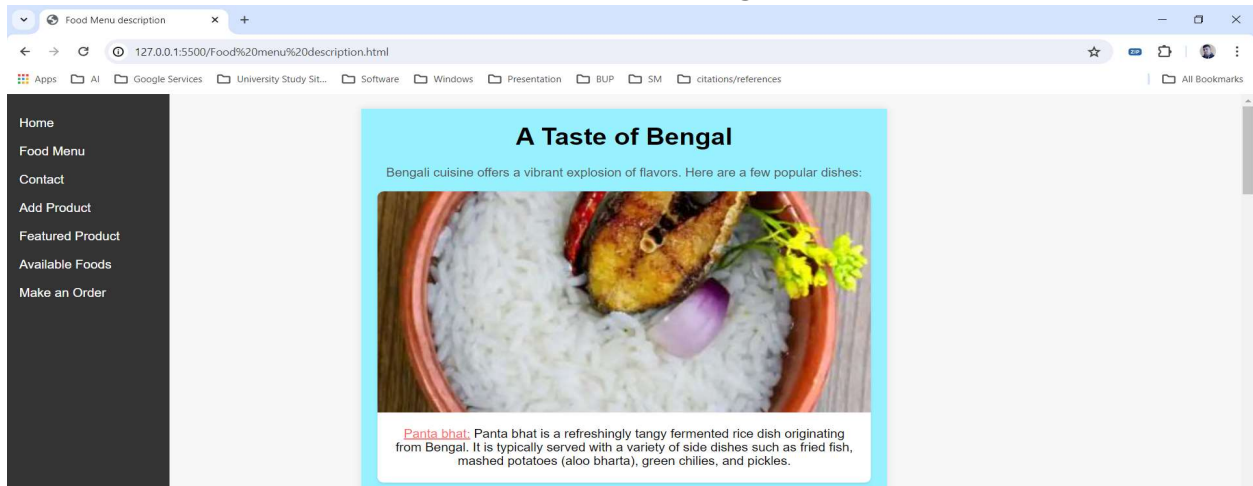 Food Menu description
127.0.0.1:5500/Food%20menu%20description.html
ZIP
Apps AI Google Services University Study Sit... Software Windows Presentation BUP SM citations/references All Bookmarks
Home
Food Menu
Contact
Add Product
Featured Product
Available Foods
Make an Order
A Taste of Bengal
Bengali cuisine offers a vibrant explosion of flavors. Here are a few popular dishes:
Panta bhat: Panta bhat is a refreshingly tangy fermented rice dish originating
from Bengal. It is typically served with a variety of side dishes such as fried fish,
mashed potatoes (aloo bharta), green chilies, and pickles.